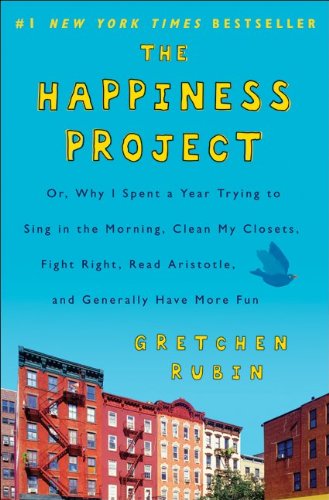 #1 NEW YORK TIMES BESTSELLER
THE
HAPPINESS
PROJECT
Or, Why I Spent a Year Trying to
Sing in the Morning, Clean My Closets,
Fight Right, Read Aristotle,
and Generally Have More Fun
GRETCHEN
RUBIN